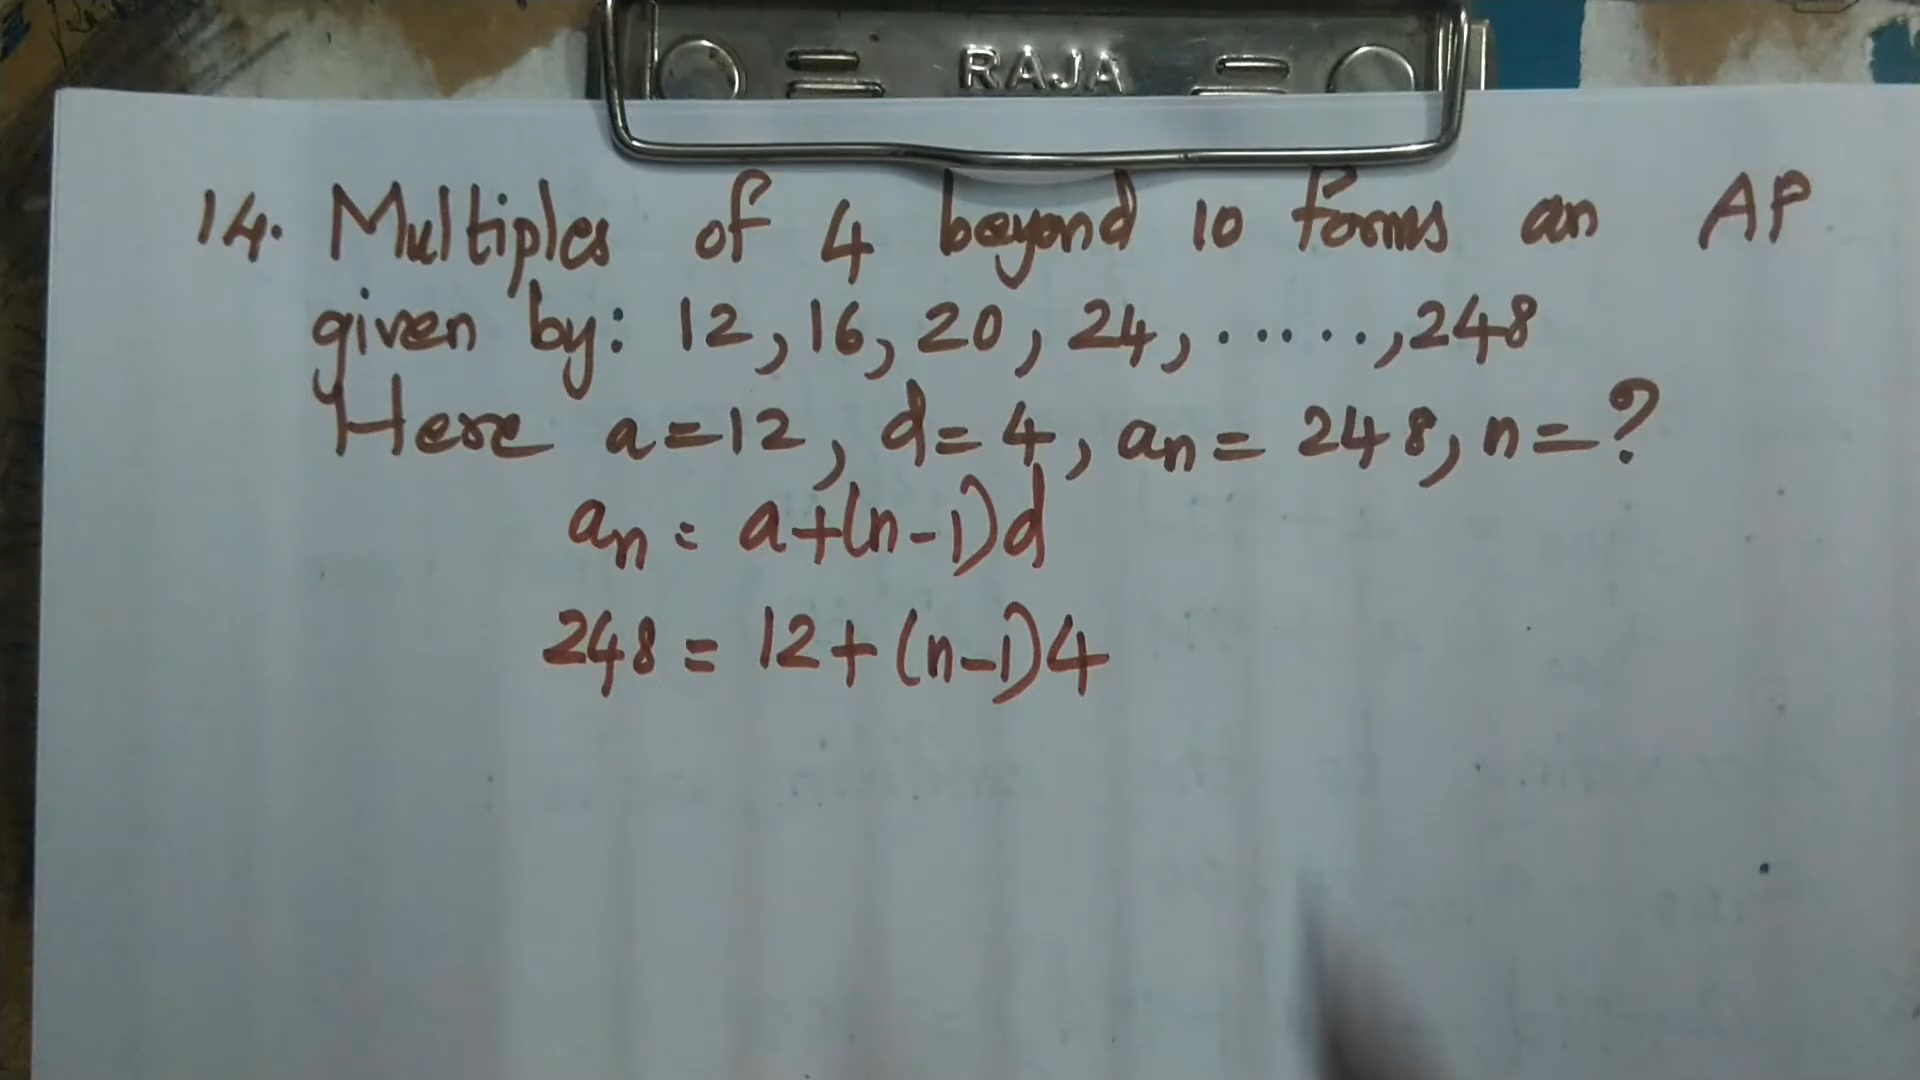 RAJA
14. Multiples of 4 beyond 10 forms an AP
given by: 12, 16, 20, 24, ......, 248
Here a=12, d=4, an = 248, n=?
an = a+(n-1)d
248 = 12+(n-1)4